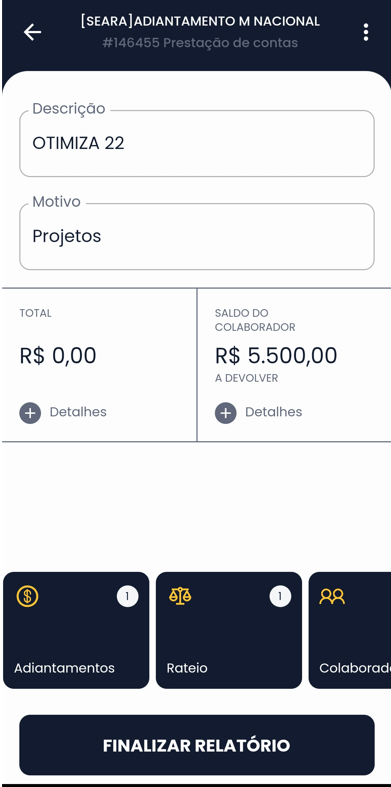 [SEARA]ADIANTAMENTO M NACIONAL
#146455 Prestação de contas
Descrição
OTIMIZA 22
Motivo
Projetos
TOTAL
R$ 0,00
Detalhes
SALDO DO
COLABORADOR
R$ 5.500,00
A DEVOLVER
Detalhes
1
Adiantamentos
1
Rateio
Colaborad
FINALIZAR RELATÓRIO